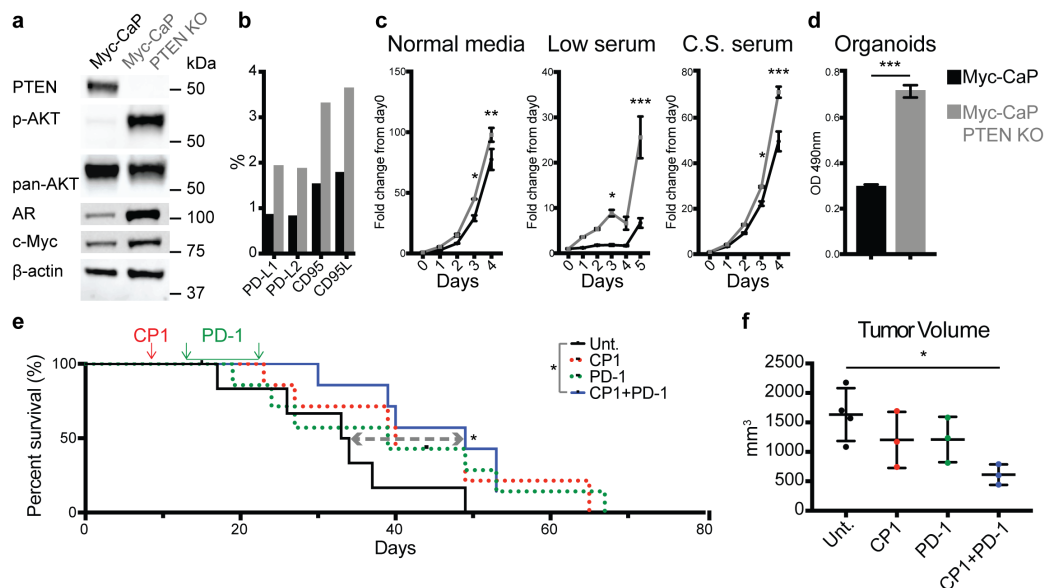 a
Myc-CaP
Myc-CaP
PTEN KO
kDa
PTEN
50
p-AKT
50
pan-AKT
50
AR
100
c-Myc
75
β-actin
37
b
%
4
3
2
1
0
PD-L1
PD-L2
CD95
CD95L
c
Normal media
Fold change from day0
150
100
50
0
*
**
0 1 2 3 4
Days
Low serum
Fold change from day0
40
30
20
10
0
*
***
0 1 2 3 4 5
Days
C.S. serum
Fold change from day0
80
60
40
20
0
*
***
0 1 2 3 4
Days
d
Organoids
***
OD 490nm
0.8
0.6
0.4
0.2
0.0
Myc-CaP
Myc-CaP
PTEN KO
e
CP1 PD-1
Percent survival (%)
100
50
0
0 20 40 60 80
Days
*
* Unt.
CP1
PD-1
CP1+PD-1
f
Tumor Volume
*
mm3
2500
2000
1500
1000
500
0
Unt.
CP1
PD-1
CP1+PD-1